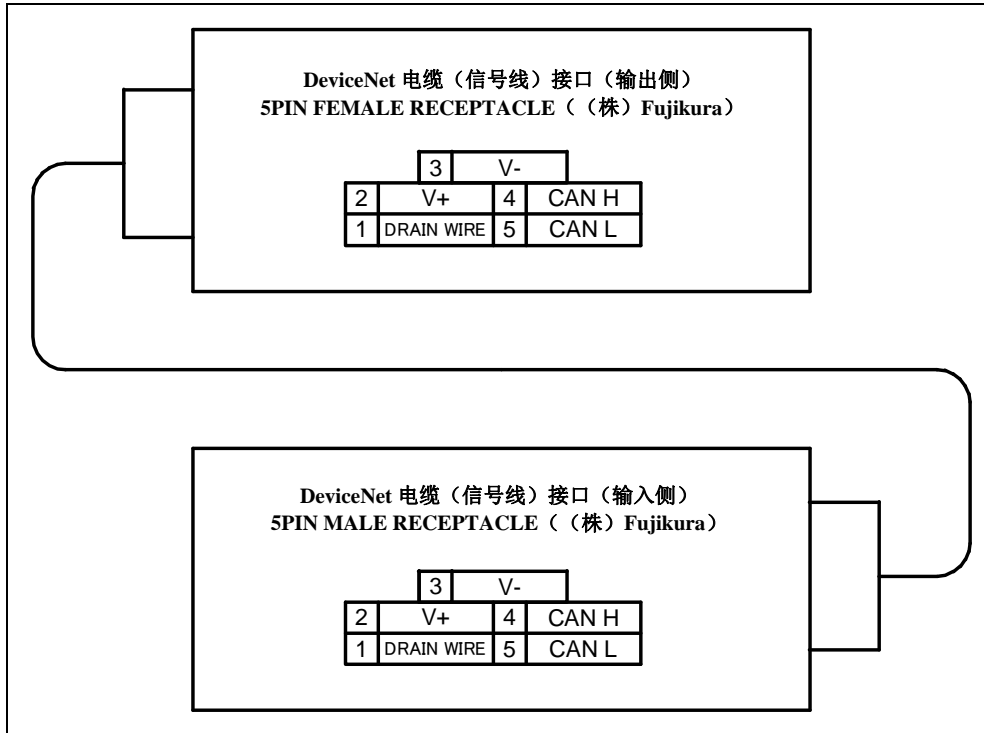 DeviceNet 电缆（信号线）接口（输出侧）
5PIN FEMALE RECEPTACLE（（株）Fujikura）
3 V-
2 V+ 4 CAN H
1 DRAIN WIRE 5 CAN L
DeviceNet 电缆（信号线）接口（输入侧）
5PIN MALE RECEPTACLE（（株）Fujikura）
3 V-
2 V+ 4 CAN H
1 DRAIN WIRE 5 CAN L